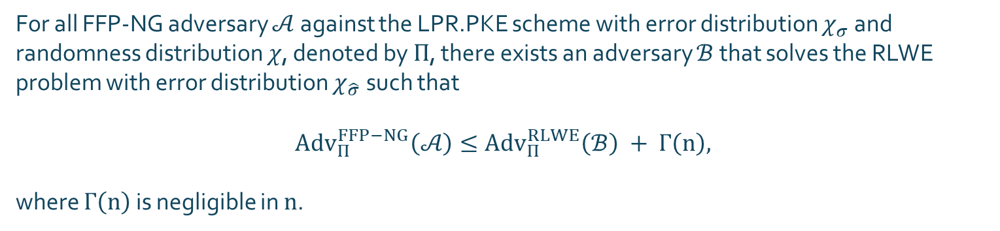 For all FFP-NG adversary 𝒜 against the LPR.PKE scheme with error distribution χ_σ and
randomness distribution χ, denoted by Π, there exists an adversary ℬ that solves the RLWE
problem with error distribution χ_σ̂ such that
Adv_Π^{FFP−NG}(𝒜) ≤ Adv_Π^{RLWE}(ℬ) + Γ(n),
where Γ(n) is negligible in n.